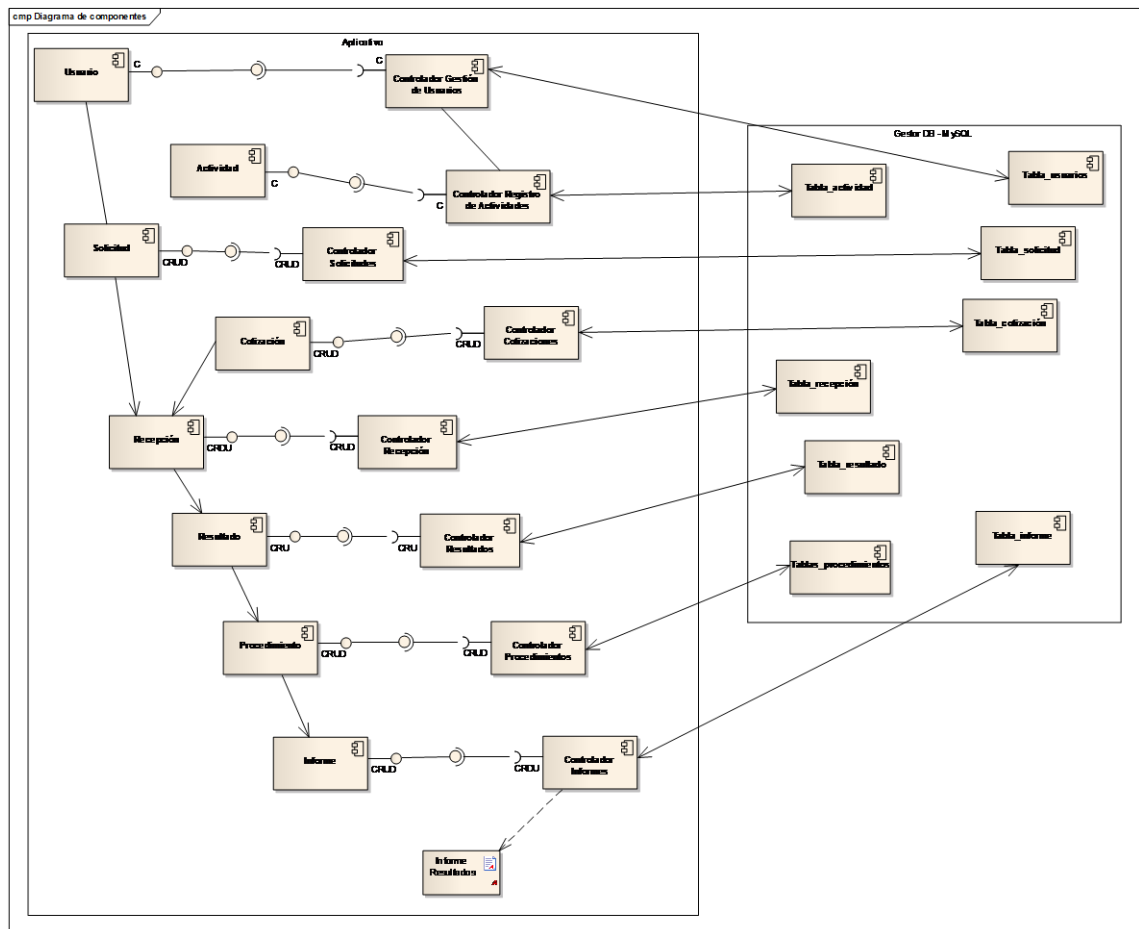 cmp Diagrama de componentes
Aplicativo
Usuario
C
C
Controlador Gestión
de Usuarios
Gestor DB - MySQL
Actividad
C
C
Controlador Registro
de Actividades
Tabla_actividad
Tabla_usuarios
Solicitud
CRUD
CRUD
Controlador
Solicitudes
Tabla_solicitud
Cotización
CRUD
CRUD
Controlador
Cotizaciones
Tabla_cotización
Tabla_recepción
Recepción
CRDU
CRUD
Controlador
Recepción
Tabla_resultado
Resultado
CRU
CRU
Controlador
Resultados
Tabla_informe
Tablas_procedimientos
Procedimiento
CRUD
CRUD
Controlador
Procedimientos
Informe
CRUD
CRDU
Controlador
Informes
Informe
Resultados